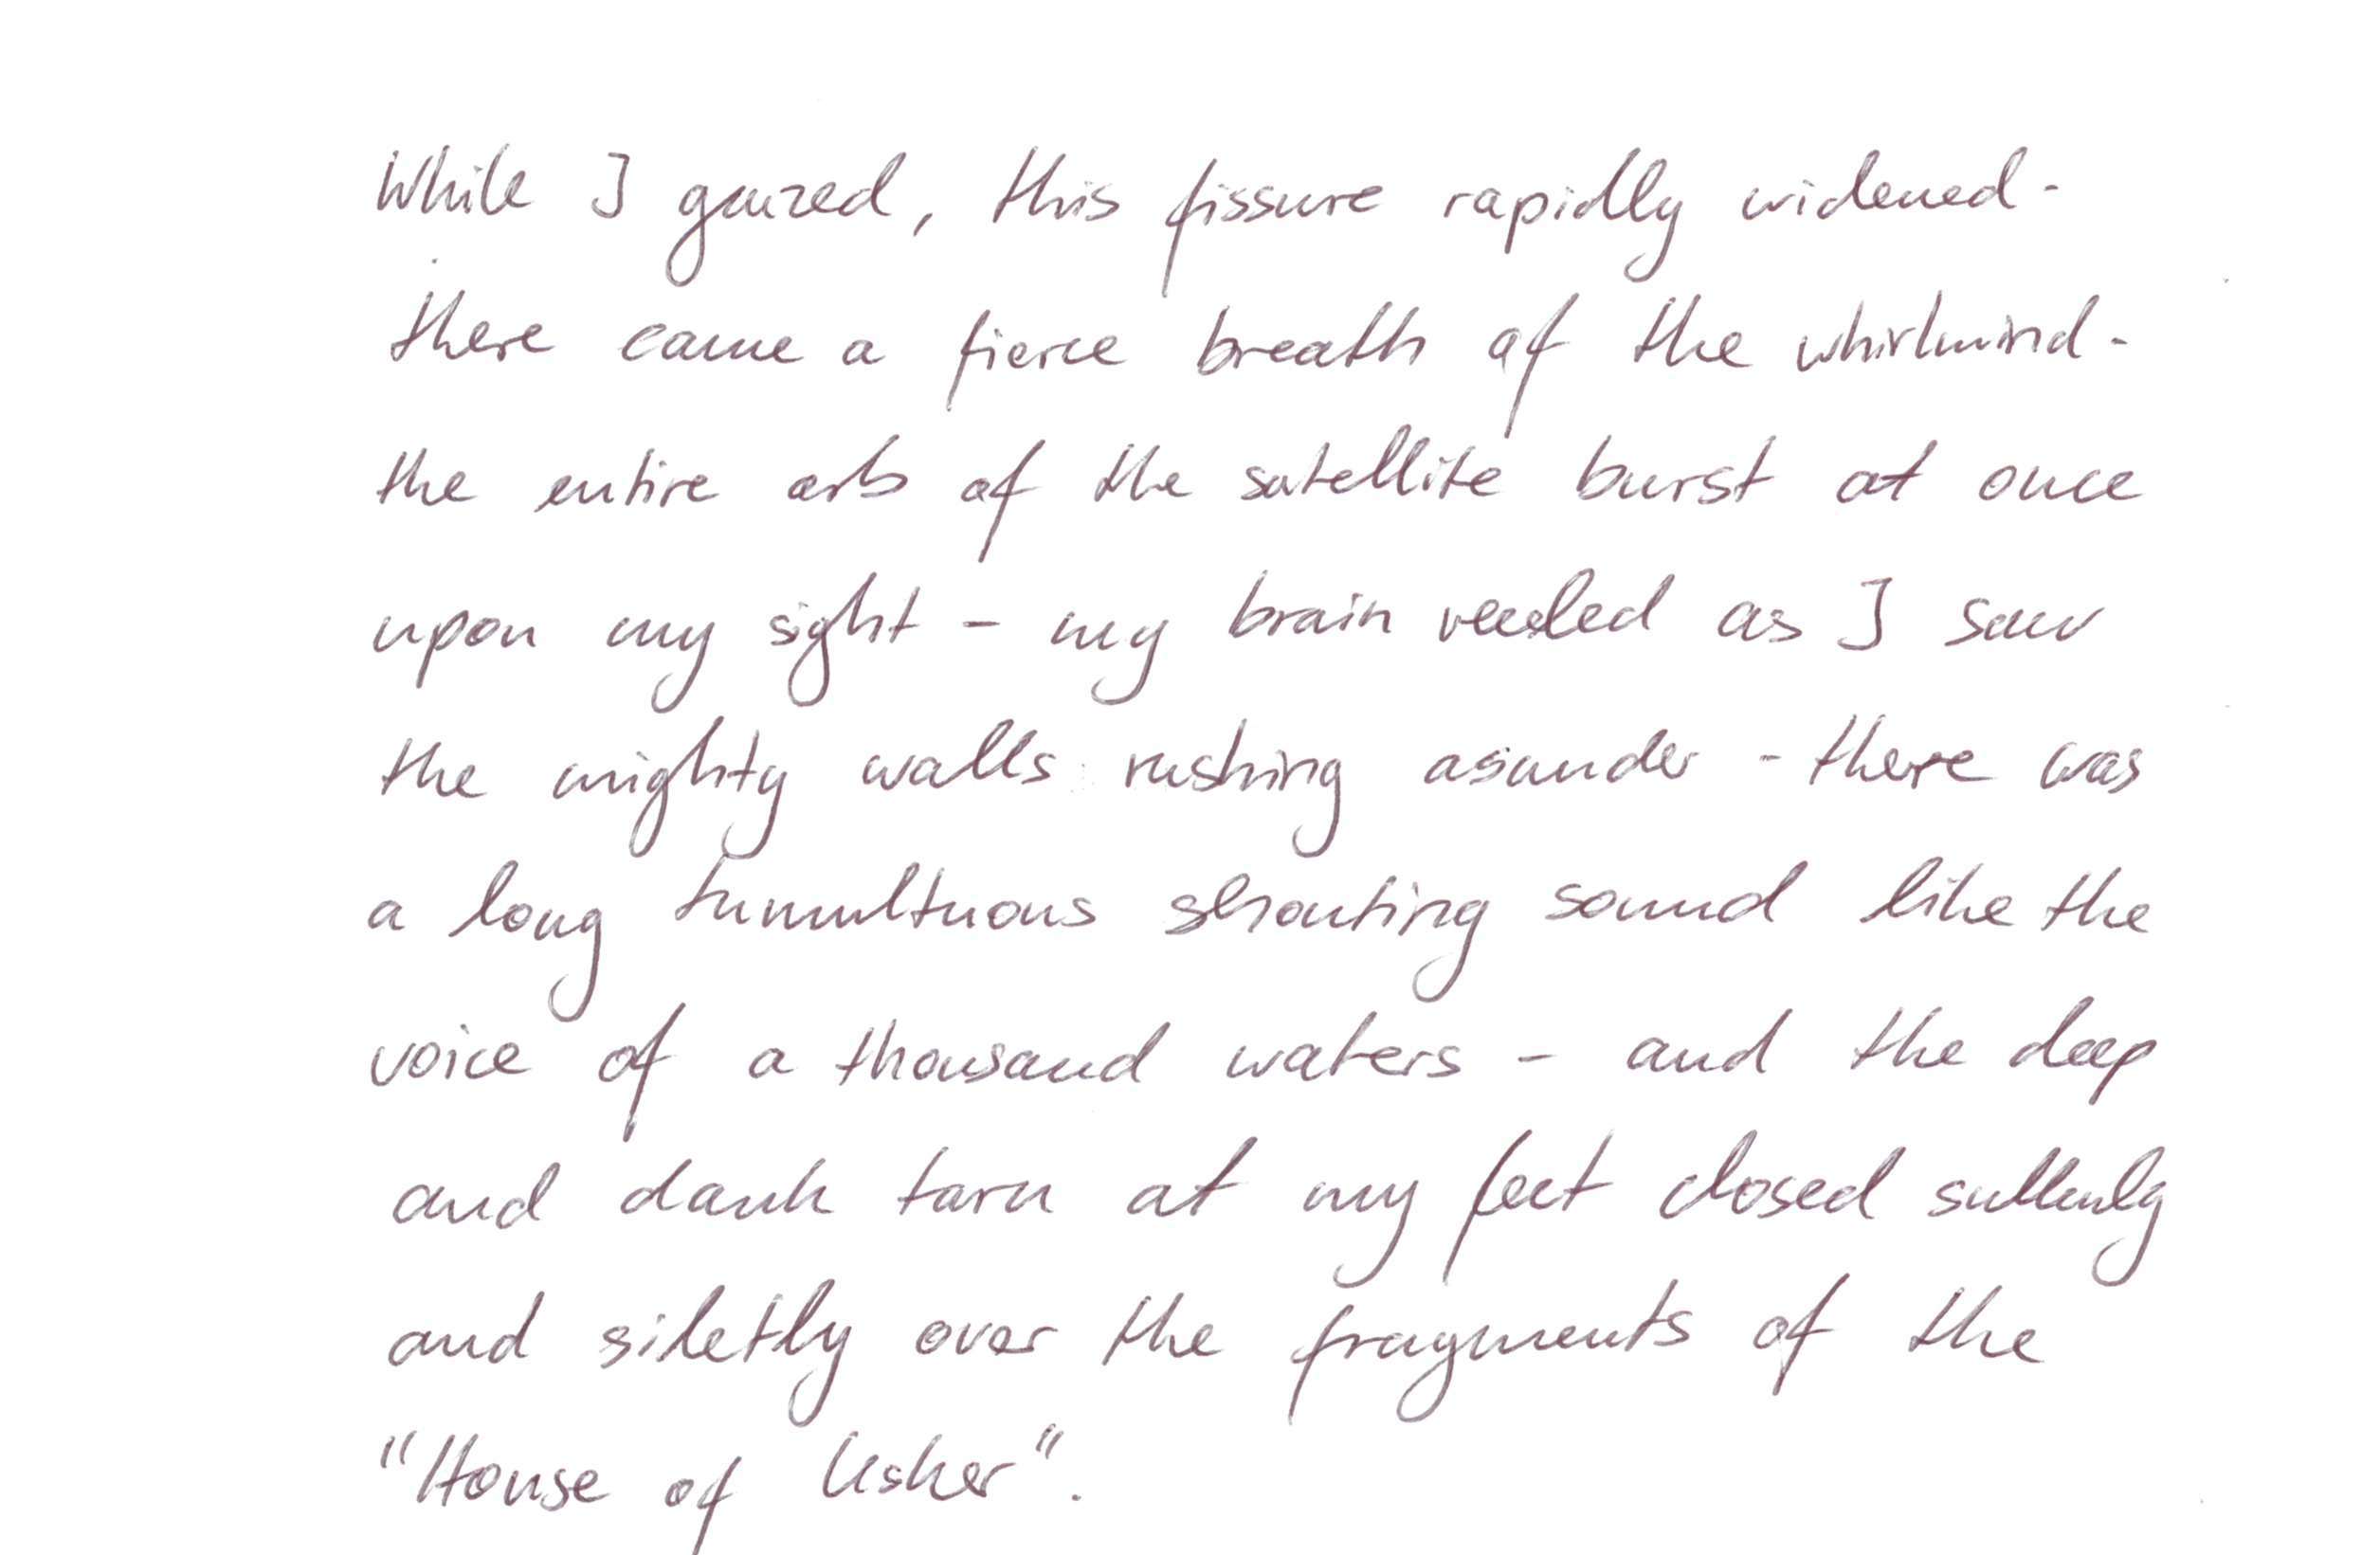 While I gazed, this fissure rapidly widened -
there came a fierce breath of the whirlwind -
the entire orb of the satellite burst at once
upon my sight - my brain reeled as I saw
the mighty walls rushing asunder - there was
a long tumultuous shouting sound like the
voice of a thousand waters - and the deep
and dank tarn at my feet closed sullenly
and siletly over the fragments of the
"House of Usher".